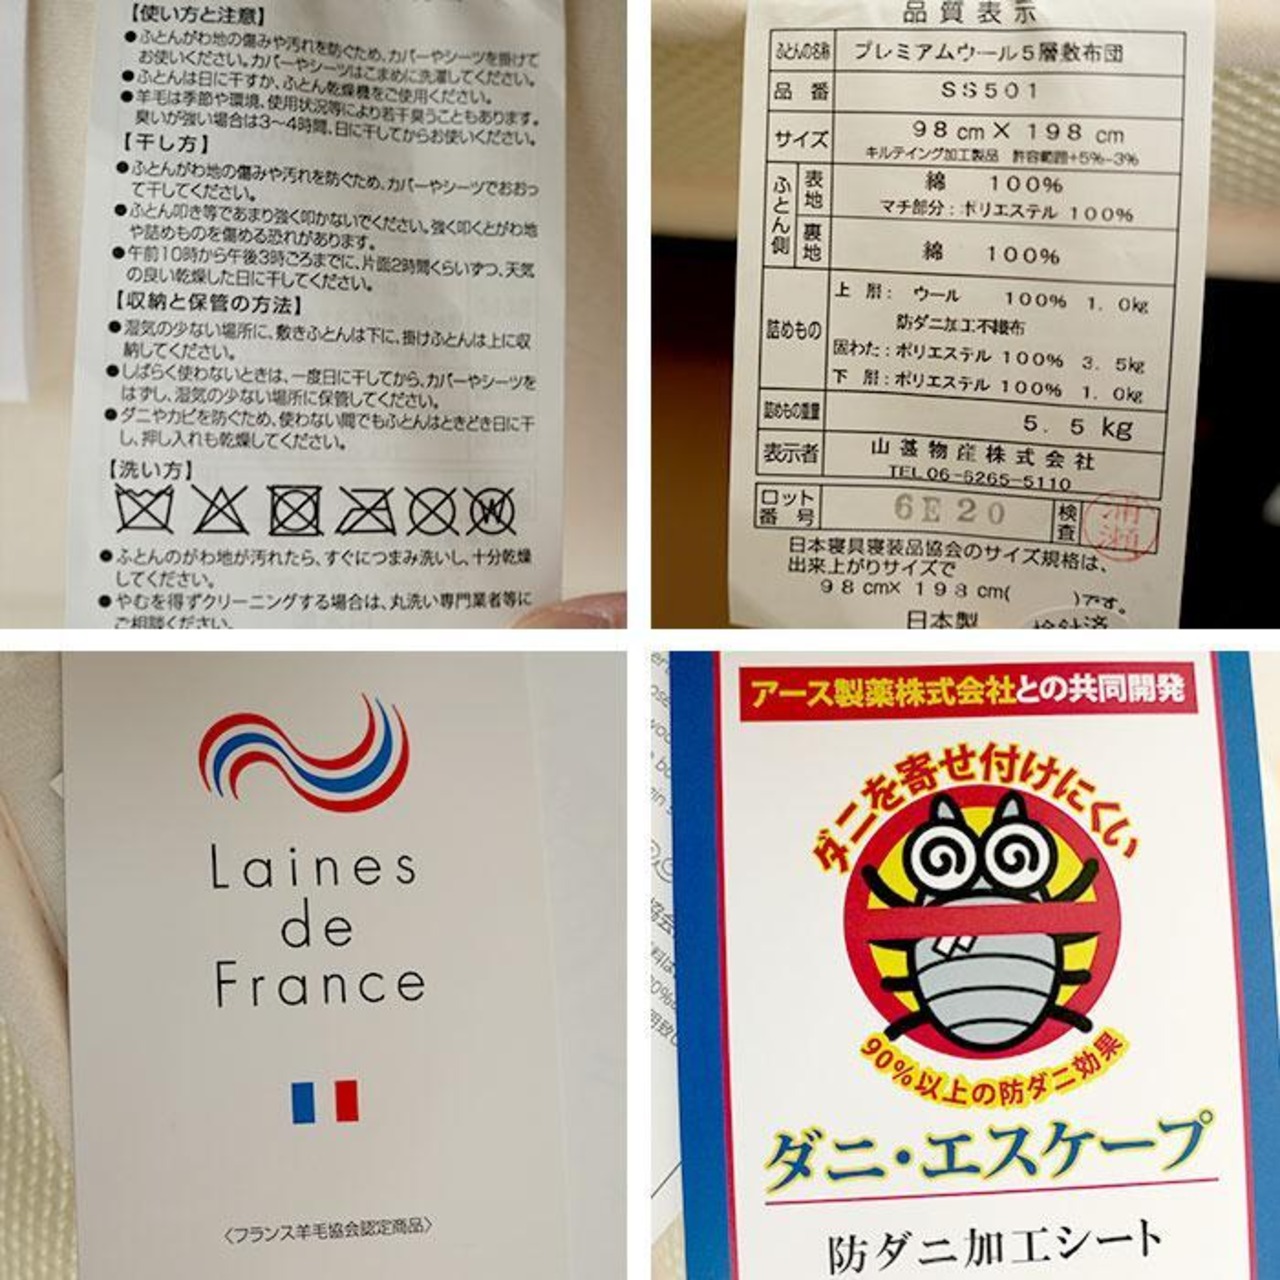 【使い方と注意】
●ふとんがわ地の傷みや汚れを防ぐため、カバーやシーツを掛けて
お使いください。カバーやシーツはこまめに洗濯してください。
●ふとんは日に干すか、ふとん乾燥機をご使用ください。
●羊毛は季節や環境、使用状況等により若干臭うこともあります。
臭いが強い場合は3〜4時間、日に干してからお使いください。
【干し方】
●ふとんがわ地の傷みや汚れを防ぐため、カバーやシーツでおおっ
て干してください。
●ふとん叩き等であまり強く叩かないでください。強く叩くとがわ地
や詰めものを傷める恐れがあります。
●午前10時から午後3時ごろまでに、片面2時間くらいずつ、天気
の良い乾燥した日に干してください。
【収納と保管の方法】
●湿気の少ない場所に、敷きふとんは下に、掛けふとんは上に収
納してください。
●しばらく使わないときは、一度日に干してから、カバーやシーツを
はずし、湿気の少ない場所に保管してください。
●ダニやカビを防ぐため、使わない間でもふとんはときどき日に干
し、押し入れも乾燥してください。
【洗い方】
W
●ふとんのがわ地が汚れたら、すぐにつまみ洗いし、十分乾燥
してください。
●やむを得ずクリーニングする場合は、丸洗い専門業者等に
ご相談ください。
品質表示
ふとんの名称 プレミアムウール5層敷布団
品番 SS501
サイズ 98cm×198cm
キルテイング加工製品 許容範囲+5%-3%
ふとん側 表地 綿 100%
マチ部分:ポリエステル 100%
裏地 綿 100%
詰めもの 上層: ウール 100% 1.0kg
防ダニ加工不織布
固わた:ポリエステル 100% 3.5kg
下層:ポリエステル 100% 1.0kg
詰めもの重量 5.5kg
表示者 山甚物産株式会社
TEL06-6265-5110
ロット番号 6E20 検査
日本寝具寝装品協会のサイズ規格は、
出来上がりサイズで
98cm×198cm( )です。
日本製 検針済
Laines
de
France
〈フランス羊毛協会認定商品〉
アース製薬株式会社との共同開発
ダニを寄せ付けにくい
90%以上の防ダニ効果
ダニ・エスケープ
防ダニ加工シート